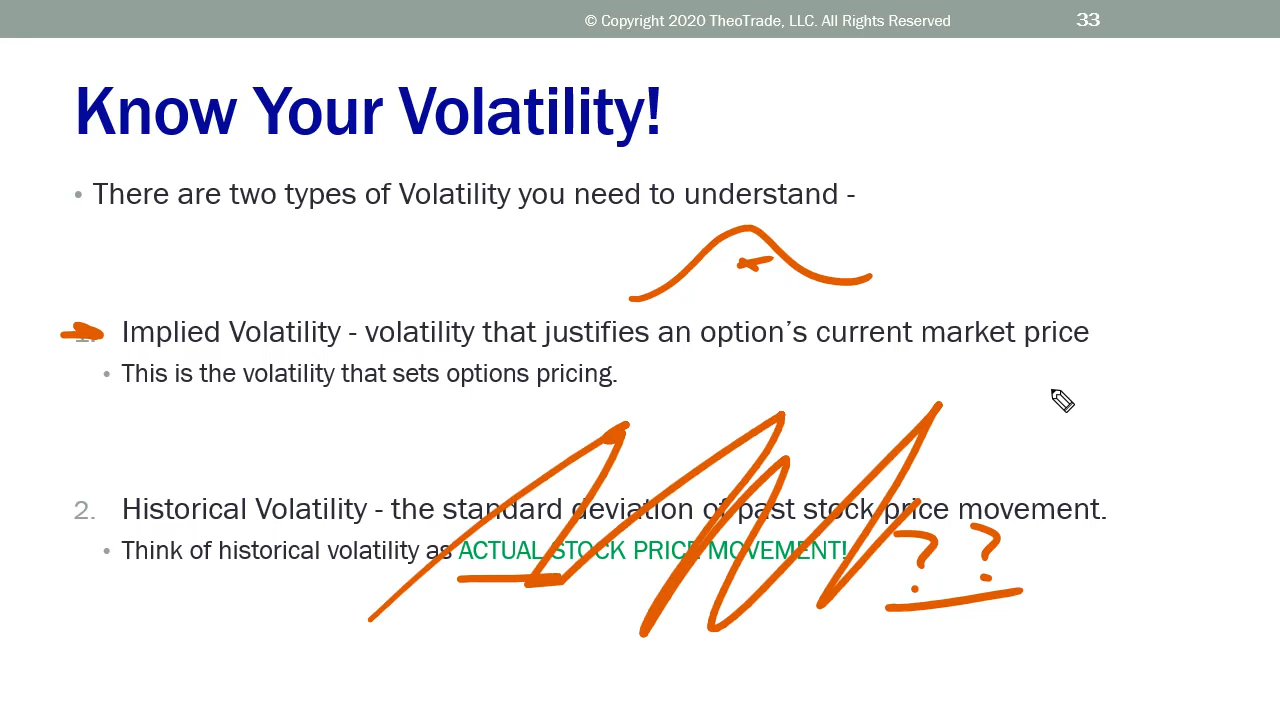 © Copyright 2020 TheoTrade, LLC. All Rights Reserved 33
Know Your Volatility!
• There are two types of Volatility you need to understand -
1. Implied Volatility - volatility that justifies an option’s current market price
• This is the volatility that sets options pricing.
2. Historical Volatility - the standard deviation of past stock price movement.
• Think of historical volatility as ACTUAL STOCK PRICE MOVEMENT!
? ?